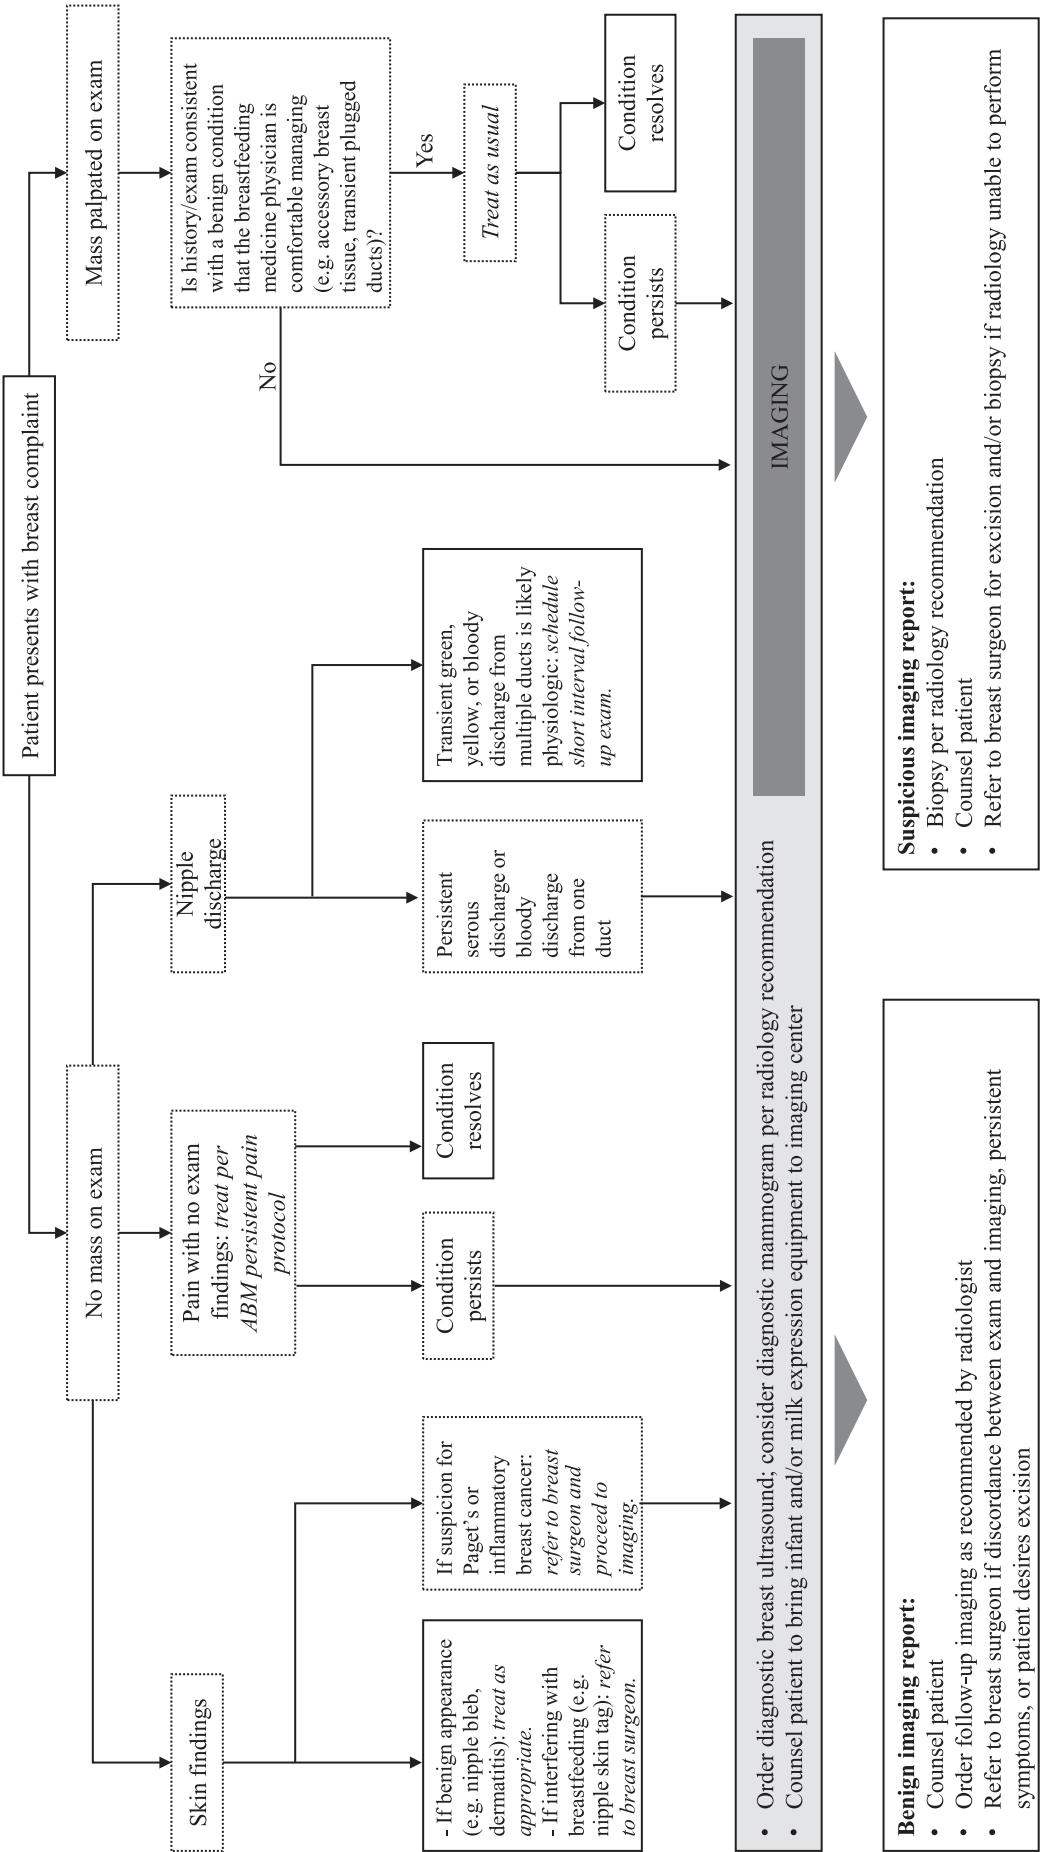 Patient presents with breast complaint
No mass on exam
Mass palpated on exam
Skin findings
Pain with no exam
findings: treat per
ABM persistent pain
protocol
Nipple
discharge
Is history/exam consistent
with a benign condition
that the breastfeeding
medicine physician is
comfortable managing
(e.g. accessory breast
tissue, transient plugged
ducts)?
No
Yes
Treat as usual
- If benign appearance
(e.g. nipple bleb,
dermatitis): treat as
appropriate.
- If interfering with
breastfeeding (e.g.
nipple skin tag): refer
to breast surgeon.
If suspicion for
Paget's or
inflammatory
breast cancer:
refer to breast
surgeon and
proceed to
imaging.
Condition
persists
Condition
resolves
Persistent
serous
discharge or
bloody
discharge
from one
duct
Transient green,
yellow, or bloody
discharge from
multiple ducts is likely
physiologic: schedule
short interval follow-
up exam.
Condition
persists
Condition
resolves
• Order diagnostic breast ultrasound; consider diagnostic mammogram per radiology recommendation
• Counsel patient to bring infant and/or milk expression equipment to imaging center
IMAGING
Benign imaging report:
• Counsel patient
• Order follow-up imaging as recommended by radiologist
• Refer to breast surgeon if discordance between exam and imaging, persistent
symptoms, or patient desires excision
Suspicious imaging report:
• Biopsy per radiology recommendation
• Counsel patient
• Refer to breast surgeon for excision and/or biopsy if radiology unable to perform